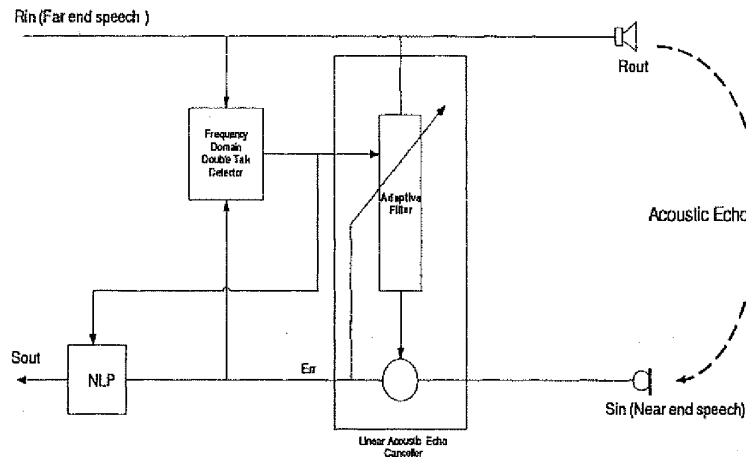 Rin (Far end speech )
Rout
Frequency
Domain
Double Talk
Detector
Adaptive
Filter
Acoustic Echo
Sout
NLP
Err
Sin (Near end speech)
Linear Acoustic Echo
Canceller